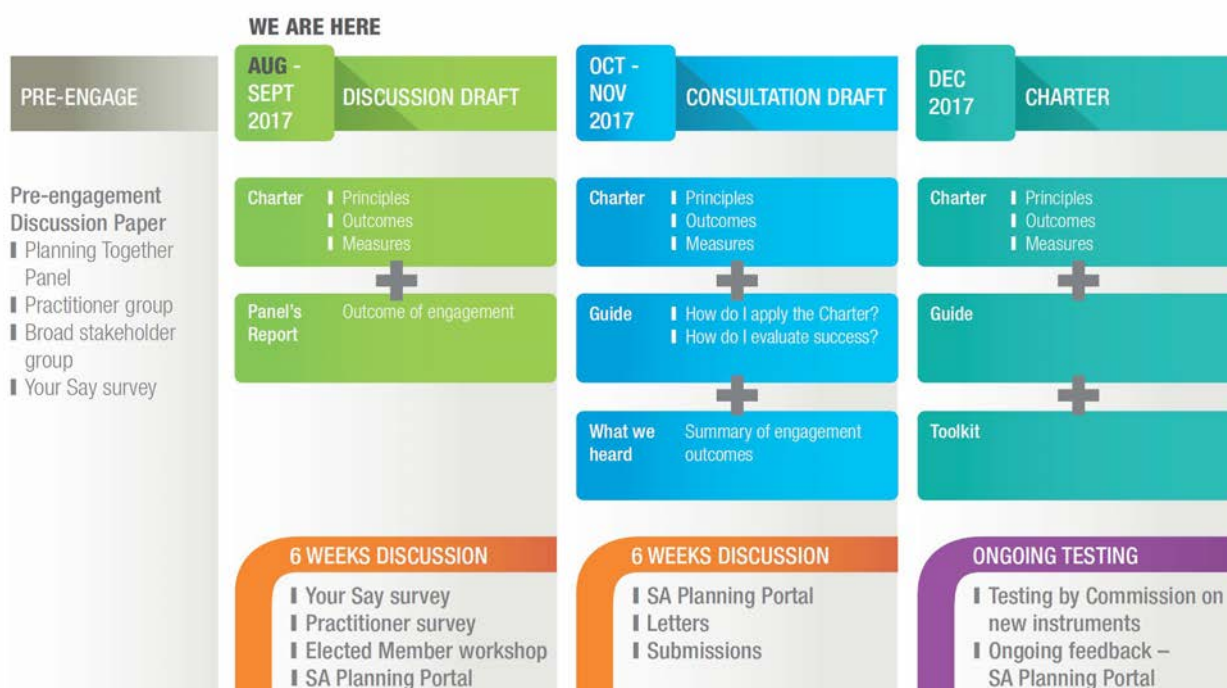 WE ARE HERE
PRE-ENGAGE
Pre-engagement
Discussion Paper
Planning Together
Panel
Practitioner group
Broad stakeholder
group
Your Say survey
AUG -
SEPT
2017
DISCUSSION DRAFT
Charter
Principles
Outcomes
Measures
+
Panel's
Report
Outcome of engagement
6 WEEKS DISCUSSION
Your Say survey
Practitioner survey
Elected Member workshop
SA Planning Portal
OCT -
NOV
2017
CONSULTATION DRAFT
Charter
Principles
Outcomes
Measures
+
Guide
How do I apply the Charter?
How do I evaluate success?
+
What we
heard
Summary of engagement
outcomes
6 WEEKS DISCUSSION
SA Planning Portal
Letters
Submissions
DEC
2017
CHARTER
Charter
Principles
Outcomes
Measures
+
Guide
+
Toolkit
ONGOING TESTING
Testing by Commission on
new instruments
Ongoing feedback –
SA Planning Portal